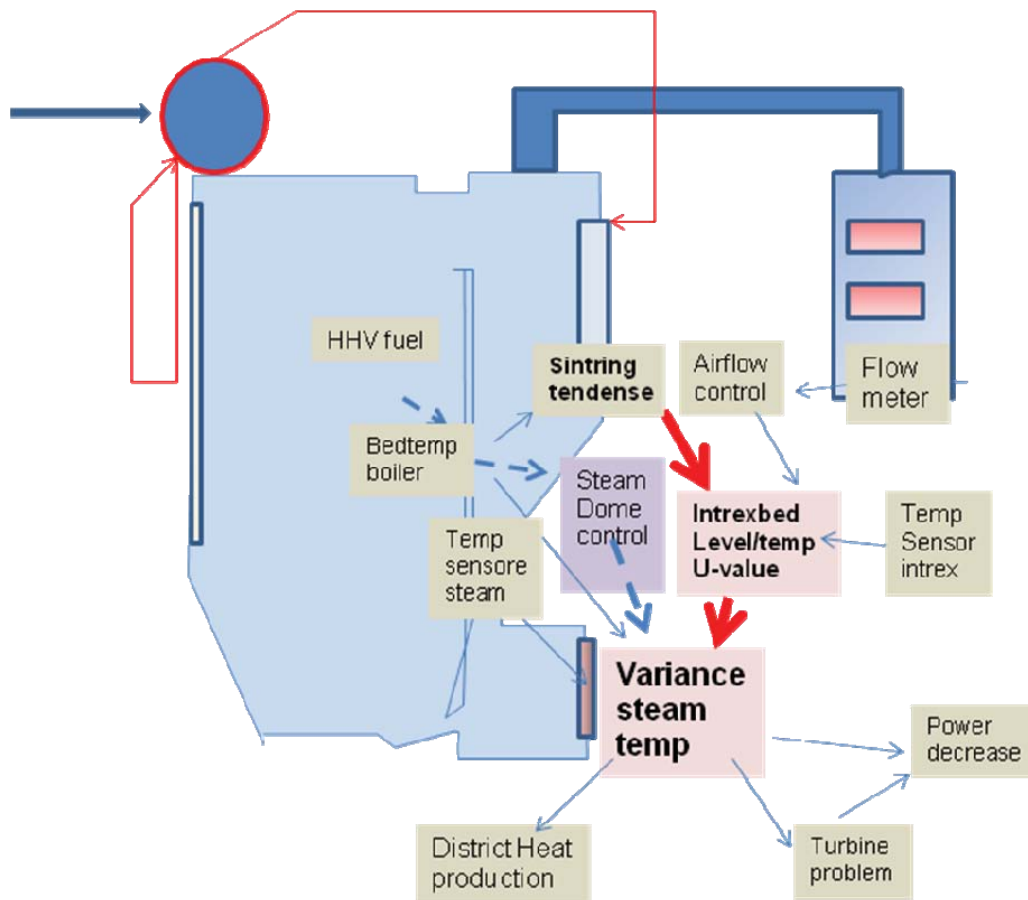 HHV fuel
Sintring
tendense
Airflow
control
Flow
meter
Bedtemp
boiler
Steam
Dome
control
Intrexbed
Level/temp
U-value
Temp
Sensor
intrex
Temp
sensore
steam
Variance
steam
temp
Power
decrease
District Heat
production
Turbine
problem